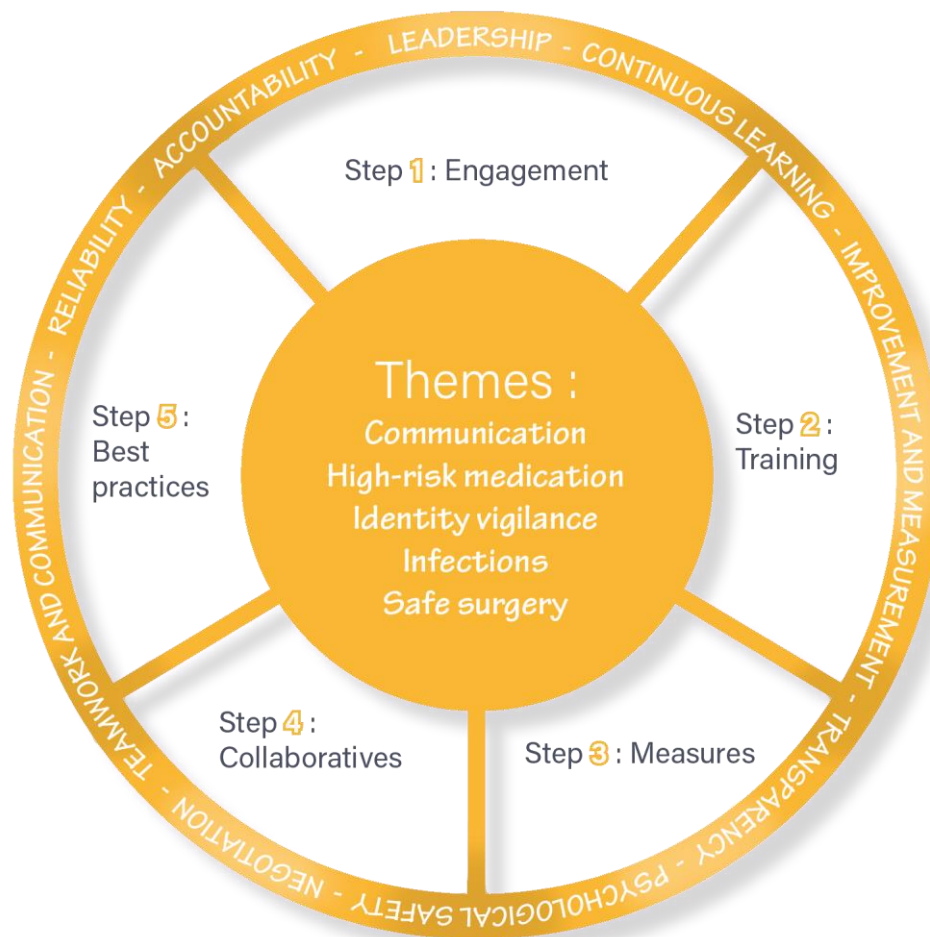 LEADERSHIP - CONTINUOUS LEARNING - IMPROVEMENT AND MEASUREMENT - TRANSPARENCY - PSYCHOLOGICAL SAFETY - NEGOTIATION - TEAMWORK AND COMMUNICATION - RELIABILITY - ACCOUNTABILITY -
Step 1 : Engagement
Step 2 :
Training
Step 3 : Measures
Step 4 :
Collaboratives
Step 5 :
Best
practices
Themes :
Communication
High-risk medication
Identity vigilance
Infections
Safe surgery